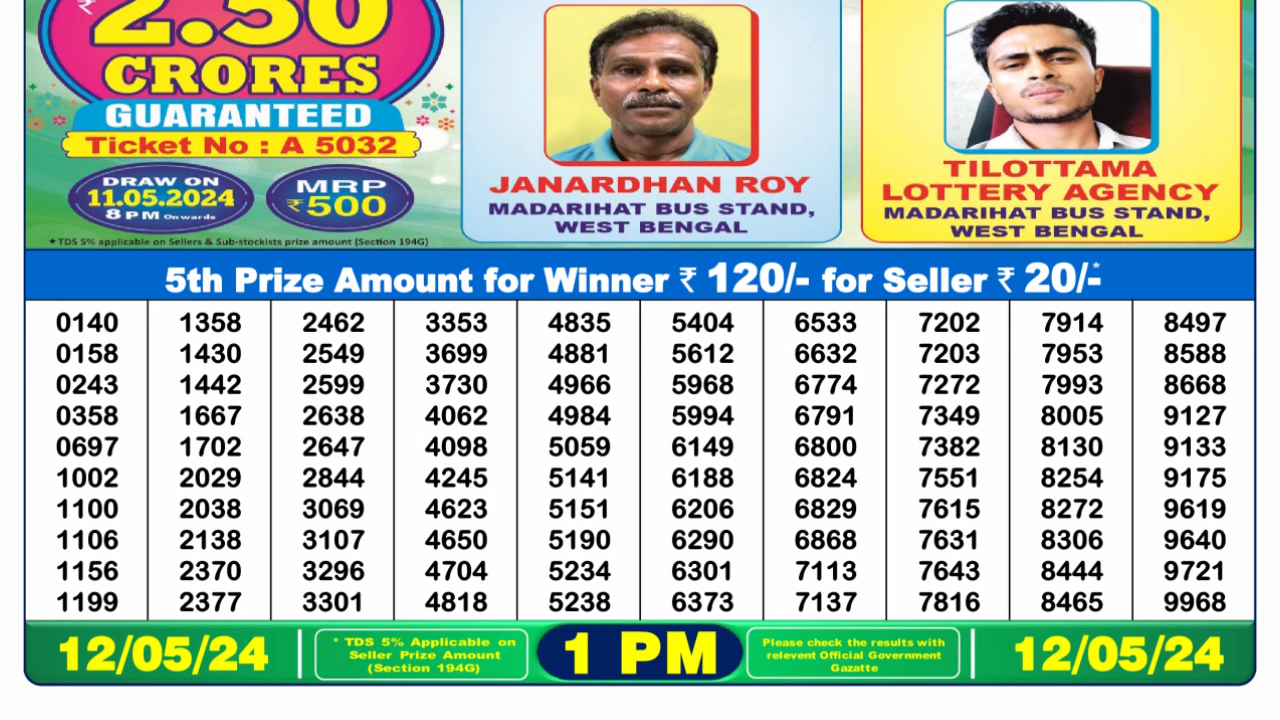 ₹ 2.50
CRORES
GUARANTEED
Ticket No : A 5032
DRAW ON
11.05.2024
8 PM Onwards
MRP
₹500
★TDS 5% applicable on Sellers & Sub-stockists prize amount (Section 194G)
JANARDHAN ROY
MADARIHAT BUS STAND,
WEST BENGAL
TILOTTAMA
LOTTERY AGENCY
MADARIHAT BUS STAND,
WEST BENGAL
5th Prize Amount for Winner ₹ 120/- for Seller ₹ 20/-*
0140 1358 2462 3353 4835 5404 6533 7202 7914 8497
0158 1430 2549 3699 4881 5612 6632 7203 7953 8588
0243 1442 2599 3730 4966 5968 6774 7272 7993 8668
0358 1667 2638 4062 4984 5994 6791 7349 8005 9127
0697 1702 2647 4098 5059 6149 6800 7382 8130 9133
1002 2029 2844 4245 5141 6188 6824 7551 8254 9175
1100 2038 3069 4623 5151 6206 6829 7615 8272 9619
1106 2138 3107 4650 5190 6290 6868 7631 8306 9640
1156 2370 3296 4704 5234 6301 7113 7643 8444 9721
1199 2377 3301 4818 5238 6373 7137 7816 8465 9968
12/05/24
* TDS 5% Applicable on
Seller Prize Amount
(Section 194G)
1 PM
Please check the results with
relevent Official Government
Gazatte
12/05/24